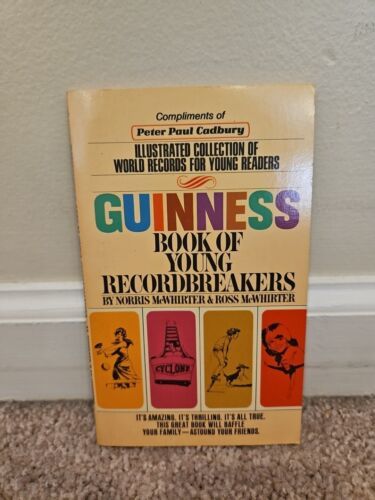 Compliments of
Peter Paul Cadbury
ILLUSTRATED COLLECTION OF
WORLD RECORDS FOR YOUNG READERS
GUINNESS
BOOK OF
YOUNG
RECORDBREAKERS
BY NORRIS McWHIRTER & ROSS McWHIRTER
CYCLONE
IT'S AMAZING. IT'S THRILLING. IT'S ALL TRUE.
THIS GREAT BOOK WILL BAFFLE
YOUR FAMILY—ASTOUND YOUR FRIENDS.